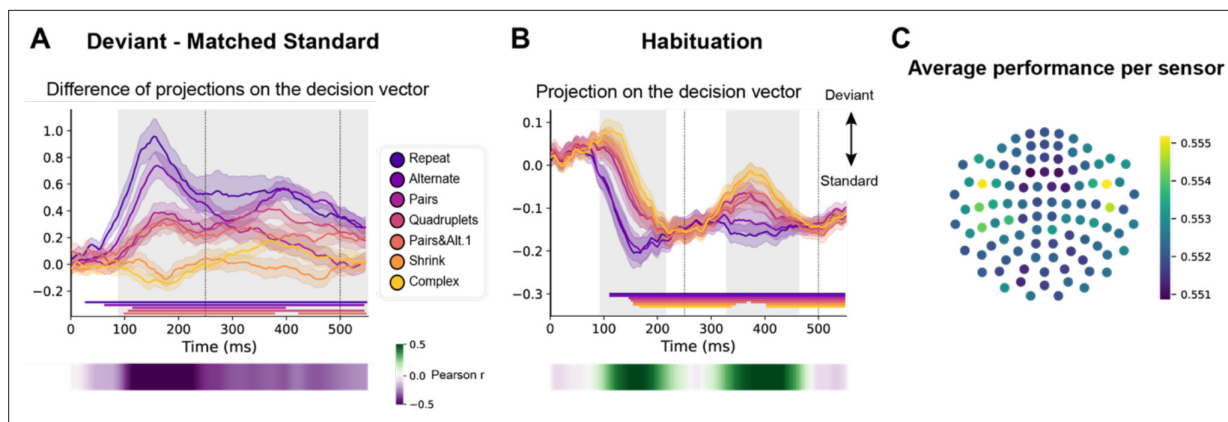 A Deviant - Matched Standard
Difference of projections on the decision vector
1.0
0.8
0.6
0.4
0.2
0.0
−0.2
0 100 200 300 400 500
Time (ms)
Repeat
Alternate
Pairs
Quadruplets
Pairs&Alt.1
Shrink
Complex
0.5
0.0
−0.5
Pearson r
B Habituation
Projection on the decision vector
Deviant
Standard
0.1
0.0
−0.1
−0.2
−0.3
0 100 200 300 400 500
Time (ms)
C
Average performance per sensor
0.555
0.554
0.553
0.552
0.551